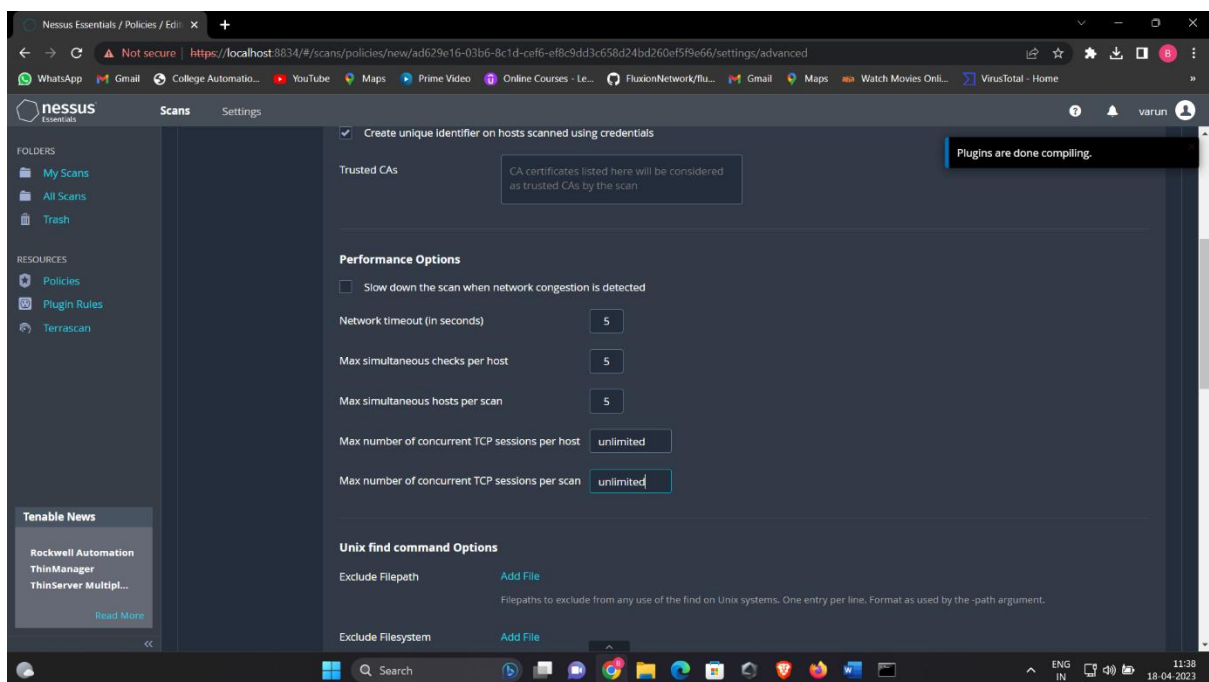 Nessus Essentials / Policies / Edit
Not secure https://localhost:8834/#/scans/policies/new/ad629e16-03b6-8c1d-cef6-ef8c9dd3c658d24bd260ef5f9e66/settings/advanced
B
WhatsApp Gmail College Automatio... YouTube Maps Prime Video Online Courses - Le... FluxionNetwork/flu... Gmail Maps Watch Movies Onli... VirusTotal - Home »
nessus Essentials Scans Settings varun
Create unique identifier on hosts scanned using credentials
Plugins are done compiling.
FOLDERS
My Scans
All Scans
Trash
Trusted CAs
CA certificates listed here will be considered
as trusted CAs by the scan
RESOURCES
Policies
Plugin Rules
Terrascan
Performance Options
Slow down the scan when network congestion is detected
Network timeout (in seconds) 5
Max simultaneous checks per host 5
Max simultaneous hosts per scan 5
Max number of concurrent TCP sessions per host unlimited
Max number of concurrent TCP sessions per scan unlimited
Tenable News
Rockwell Automation
ThinManager
ThinServer Multipl...
Read More
Unix find command Options
Exclude Filepath Add File
Filepaths to exclude from any use of the find on Unix systems. One entry per line. Format as used by the -path argument.
Exclude Filesystem Add File
Search
ENG
IN
11:38
18-04-2023